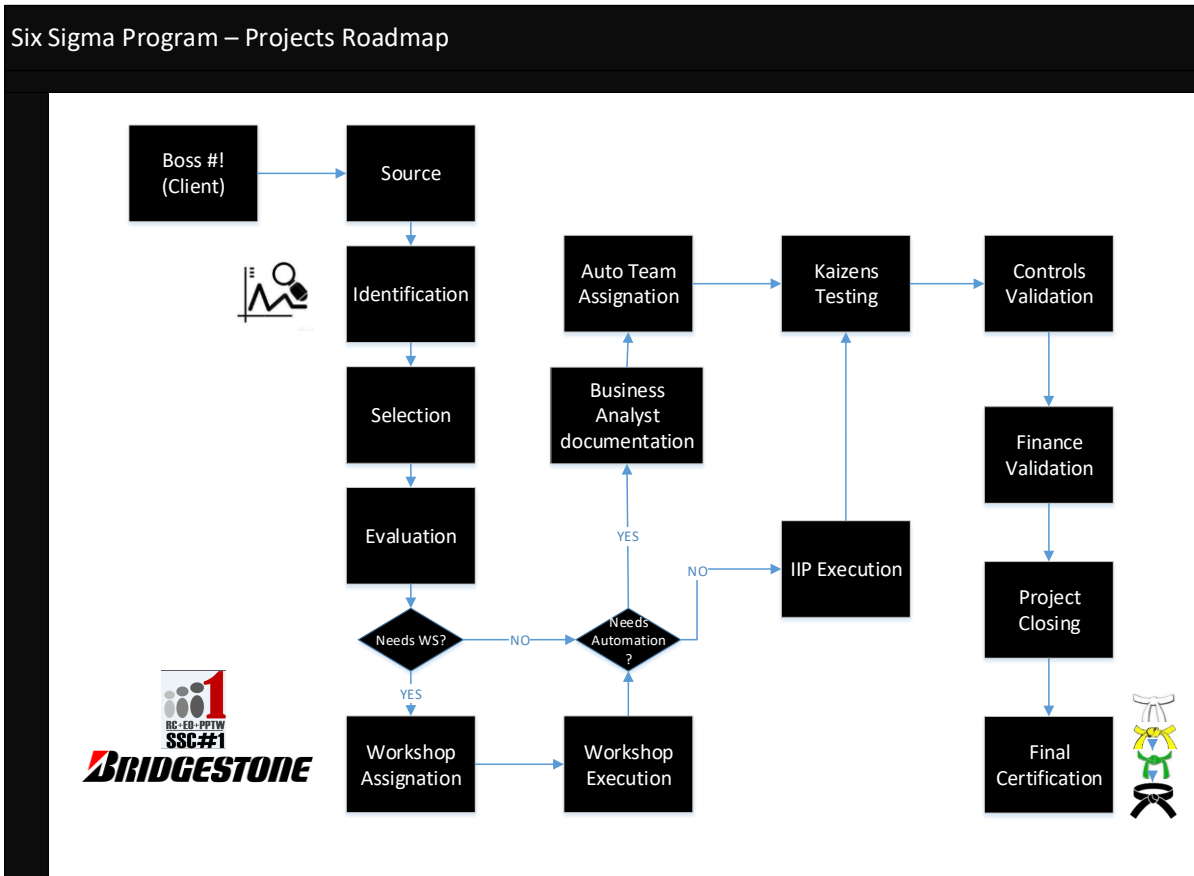 Six Sigma Program – Projects Roadmap
Boss #!
(Client)
Source
Identification
Selection
Evaluation
Needs WS?
NO
YES
Workshop
Assignation
Workshop
Execution
Needs
Automation
?
YES
NO
Business
Analyst
documentation
Auto Team
Assignation
IIP Execution
Kaizens
Testing
Controls
Validation
Finance
Validation
Project
Closing
Final
Certification
1
RC+EO+PPTW
SSC#1
BRIDGESTONE